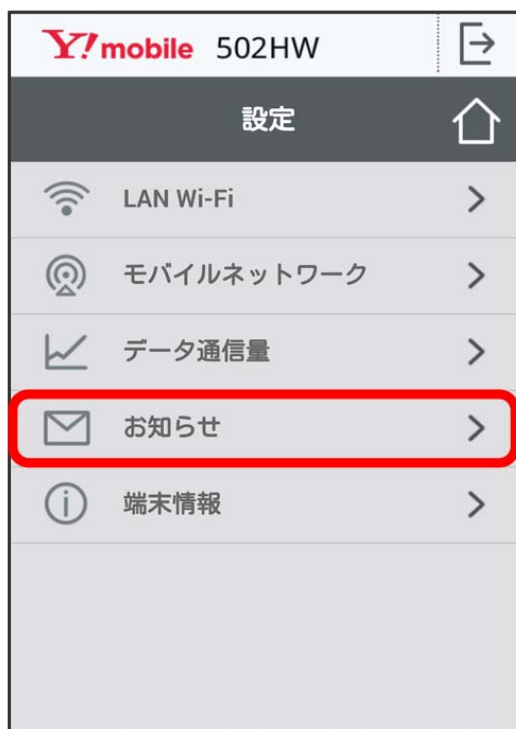 Y!mobile 502HW
設定
LAN Wi-Fi
モバイルネットワーク
データ通信量
お知らせ
端末情報